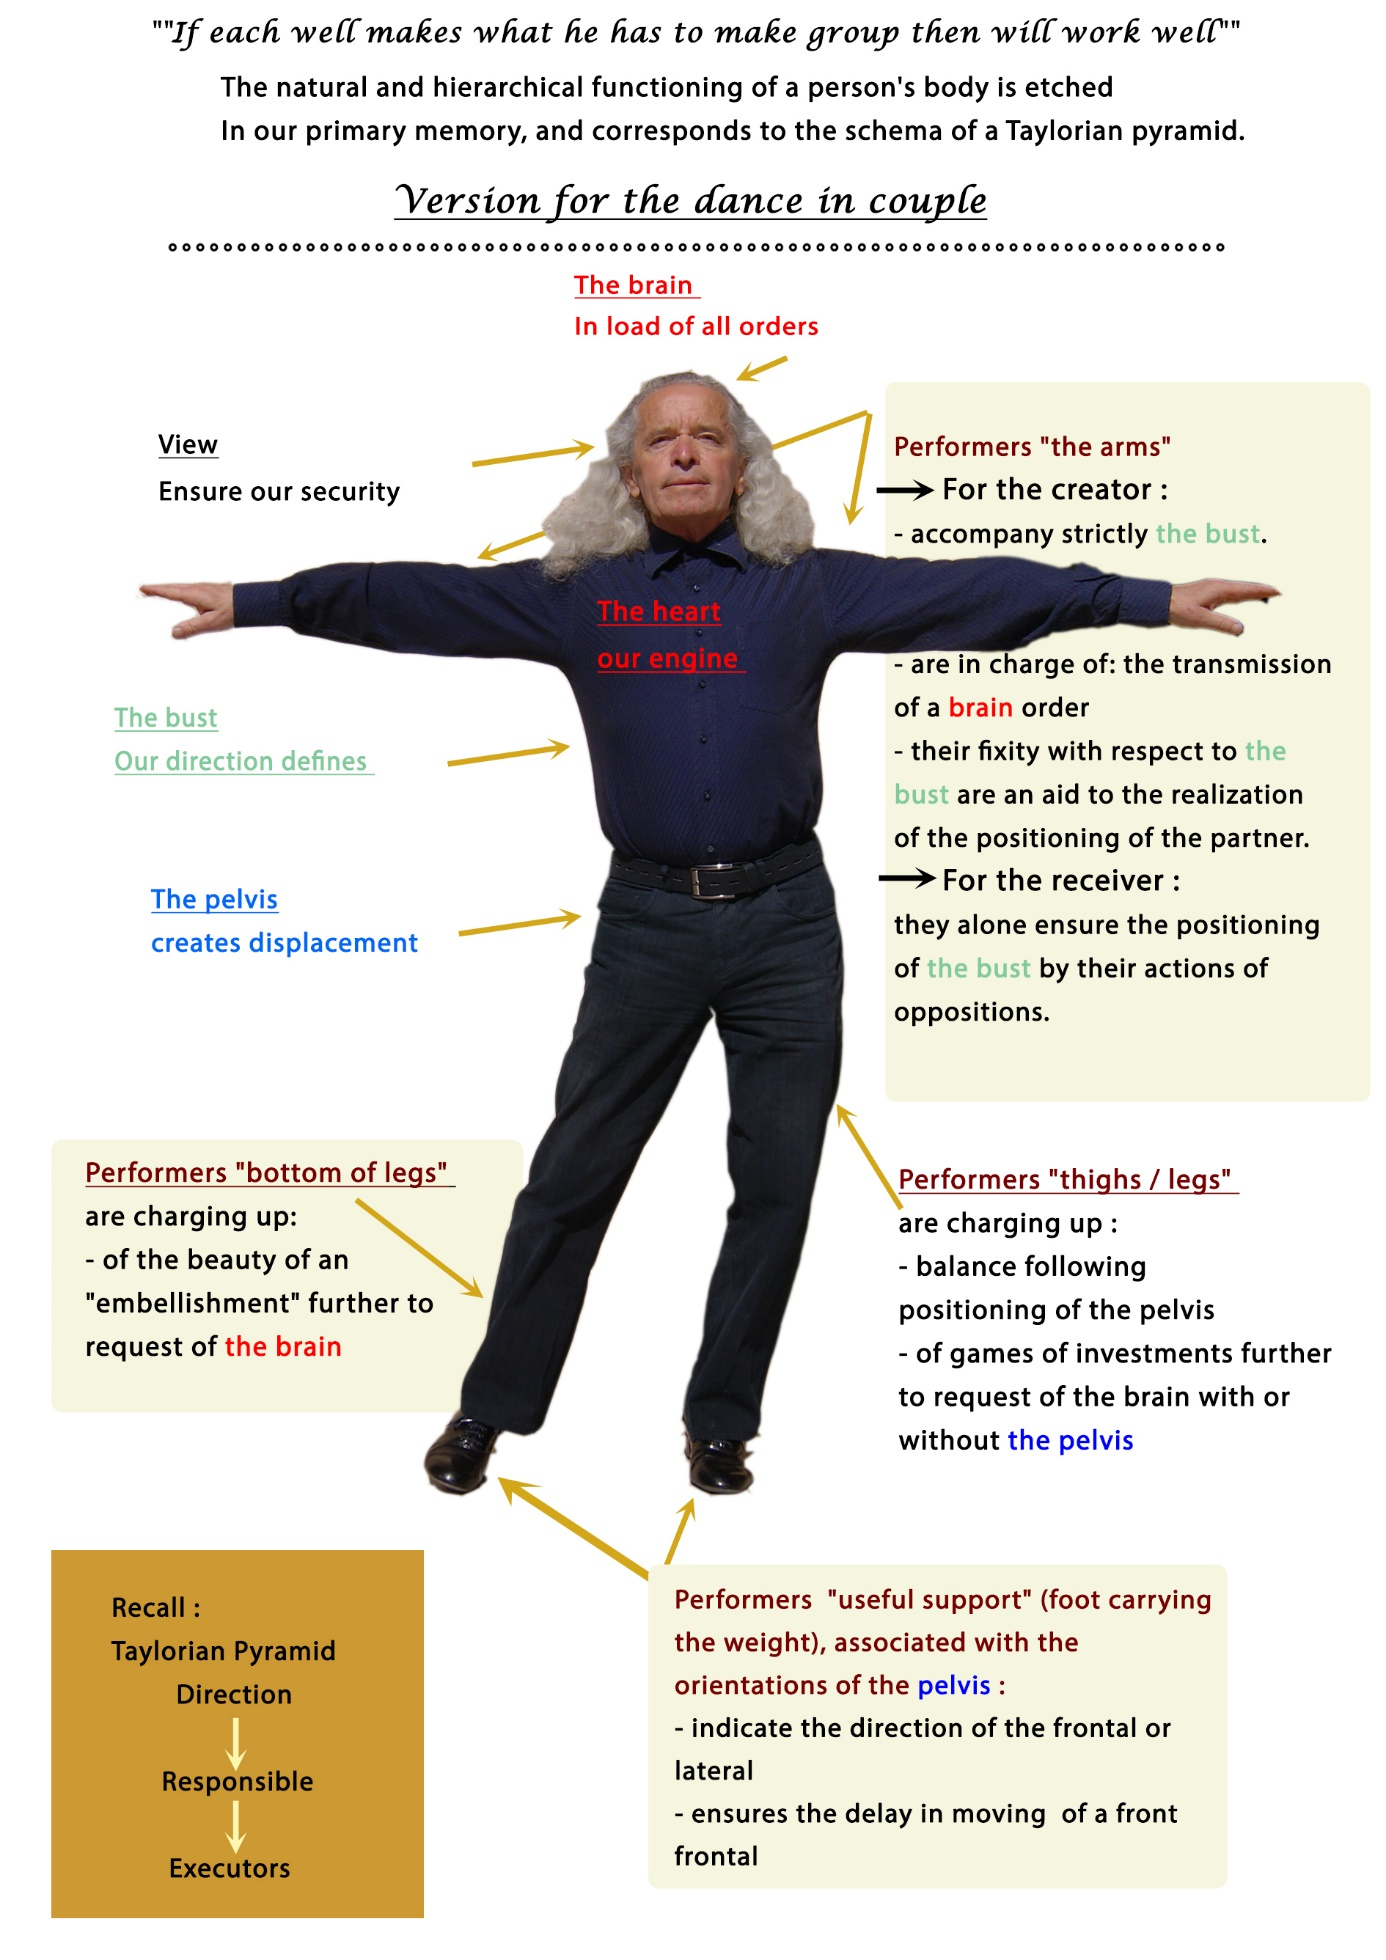 ""If each well makes what he has to make group then will work well""
The natural and hierarchical functioning of a person's body is etched
In our primary memory, and corresponds to the schema of a Taylorian pyramid.
Version for the dance in couple
The brain
In load of all orders
View
Ensure our security
Performers "the arms"
For the creator :
- accompany strictly the bust.
- are in charge of: the transmission
of a brain order
- their fixity with respect to the
bust are an aid to the realization
of the positioning of the partner.
For the receiver :
they alone ensure the positioning
of the bust by their actions of
oppositions.
The heart
our engine
The bust
Our direction defines
The pelvis
creates displacement
Performers "bottom of legs"
are charging up:
- of the beauty of an
"embellishment" further to
request of the brain
Performers "thighs / legs"
are charging up :
- balance following
positioning of the pelvis
- of games of investments further
to request of the brain with or
without the pelvis
Recall :
Taylorian Pyramid
Direction
Responsible
Executors
Performers "useful support" (foot carrying
the weight), associated with the
orientations of the pelvis :
- indicate the direction of the frontal or
lateral
- ensures the delay in moving of a front
frontal